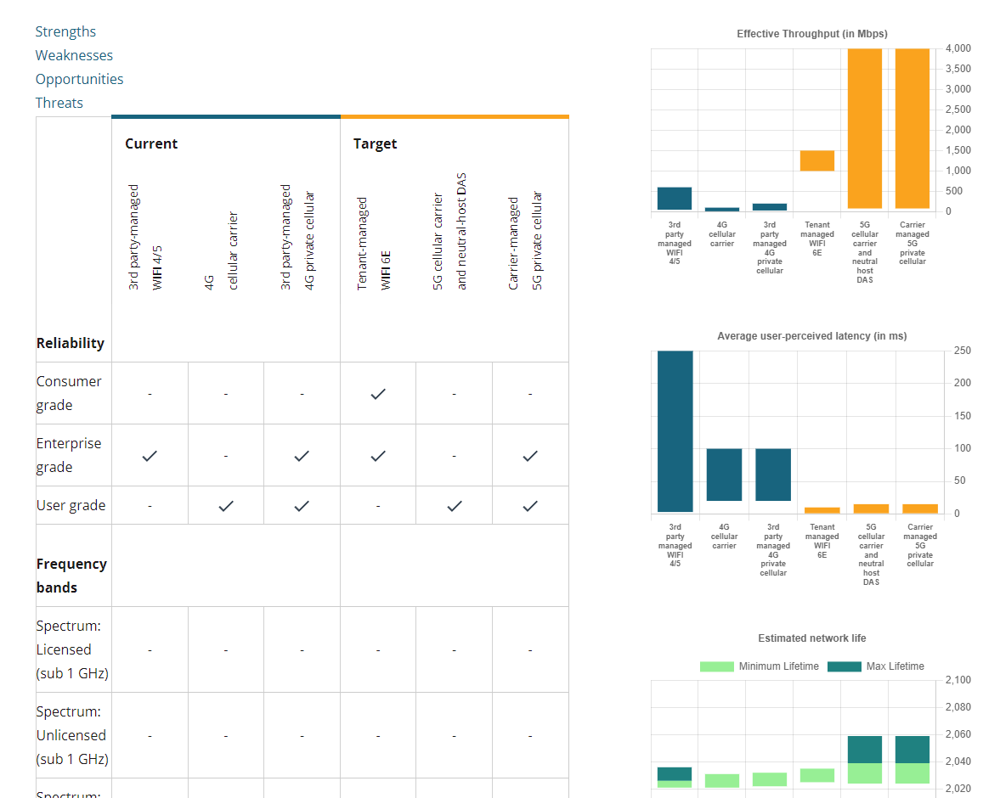 Strengths
Weaknesses
Opportunities
Threats
Current
Target
3rd party-managed
WIFI 4/5
4G
cellular carrier
3rd party-managed
4G private cellular
Tenant-managed
WIFI 6E
5G cellular carrier
and neutral-host DAS
Carrier-managed
5G private cellular
Reliability
Consumer
grade
- - - - -
Enterprise
grade
- -
User grade
- -
Frequency
bands
Spectrum:
Licensed
(sub 1 GHz)
- - - - - -
Spectrum:
Unlicensed
(sub 1 GHz)
- - - - - -
Effective Throughput (in Mbps)
4,000
3,500
3,000
2,500
2,000
1,500
1,000
500
0
3rd
party
managed
WIFI
4/5
4G
cellular
carrier
3rd
party
managed
4G
private
cellular
Tenant
managed
WIFI
6E
5G
cellular
carrier
and
neutral
host
DAS
Carrier
managed
5G
private
cellular
Average user-perceived latency (in ms)
250
200
150
100
50
0
3rd
party
managed
WIFI
4/5
4G
cellular
carrier
3rd
party
managed
4G
private
cellular
Tenant
managed
WIFI
6E
5G
cellular
carrier
and
neutral
host
DAS
Carrier
managed
5G
private
cellular
Estimated network life
Minimum Lifetime
Max Lifetime
2,100
2,080
2,060
2,040
2,020